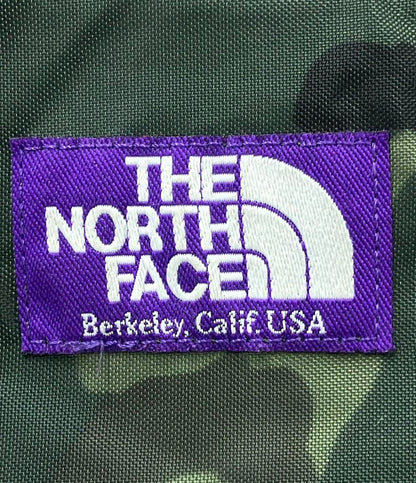 THE
NORTH
FACE
Berkeley, Calif. USA